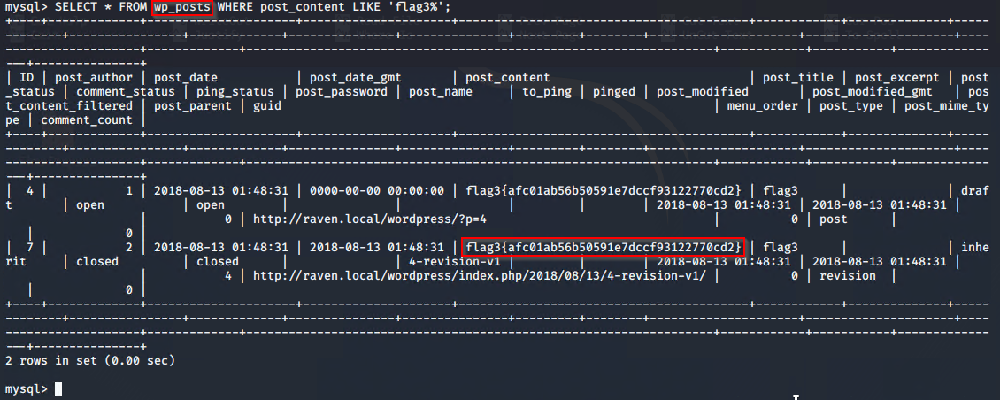 mysql> SELECT * FROM wp_posts WHERE post_content LIKE 'flag3%';
+----+-------------+---------------------+---------------------+-----------------------------------------+------------+--------------+-----
--------+----------------+-------------+---------------+---------------+---------+--------+---------------------+---------------------+----
-------------------+-------------+--------------------------------------------------------------+------------+-----------+--------------
---+---------------+
| ID | post_author | post_date | post_date_gmt | post_content | post_title | post_excerpt | post
_status | comment_status | ping_status | post_password | post_name | to_ping | pinged | post_modified | post_modified_gmt | pos
t_content_filtered | post_parent | guid | menu_order | post_type | post_mime_ty
pe | comment_count |
+----+-------------+---------------------+---------------------+-----------------------------------------+------------+--------------+-----
--------+----------------+-------------+---------------+---------------+---------+--------+---------------------+---------------------+----
-------------------+-------------+--------------------------------------------------------------+------------+-----------+--------------
---+---------------+
| 4 | 1 | 2018-08-13 01:48:31 | 0000-00-00 00:00:00 | flag3{afc01ab56b50591e7dccf93122770cd2} | flag3 | | draf
t | open | open | | | | | 2018-08-13 01:48:31 | 2018-08-13 01:48:31 |
| 0 | http://raven.local/wordpress/?p=4 | 0 | post |
| 0 |
| 7 | 2 | 2018-08-13 01:48:31 | 2018-08-13 01:48:31 | flag3{afc01ab56b50591e7dccf93122770cd2} | flag3 | | inhe
rit | closed | closed | | 4-revision-v1 | | | 2018-08-13 01:48:31 | 2018-08-13 01:48:31 |
| 4 | http://raven.local/wordpress/index.php/2018/08/13/4-revision-v1/ | 0 | revision |
| 0 |
+----+-------------+---------------------+---------------------+-----------------------------------------+------------+--------------+-----
--------+----------------+-------------+---------------+---------------+---------+--------+---------------------+---------------------+----
-------------------+-------------+--------------------------------------------------------------+------------+-----------+--------------
---+---------------+
2 rows in set (0.00 sec)
mysql>